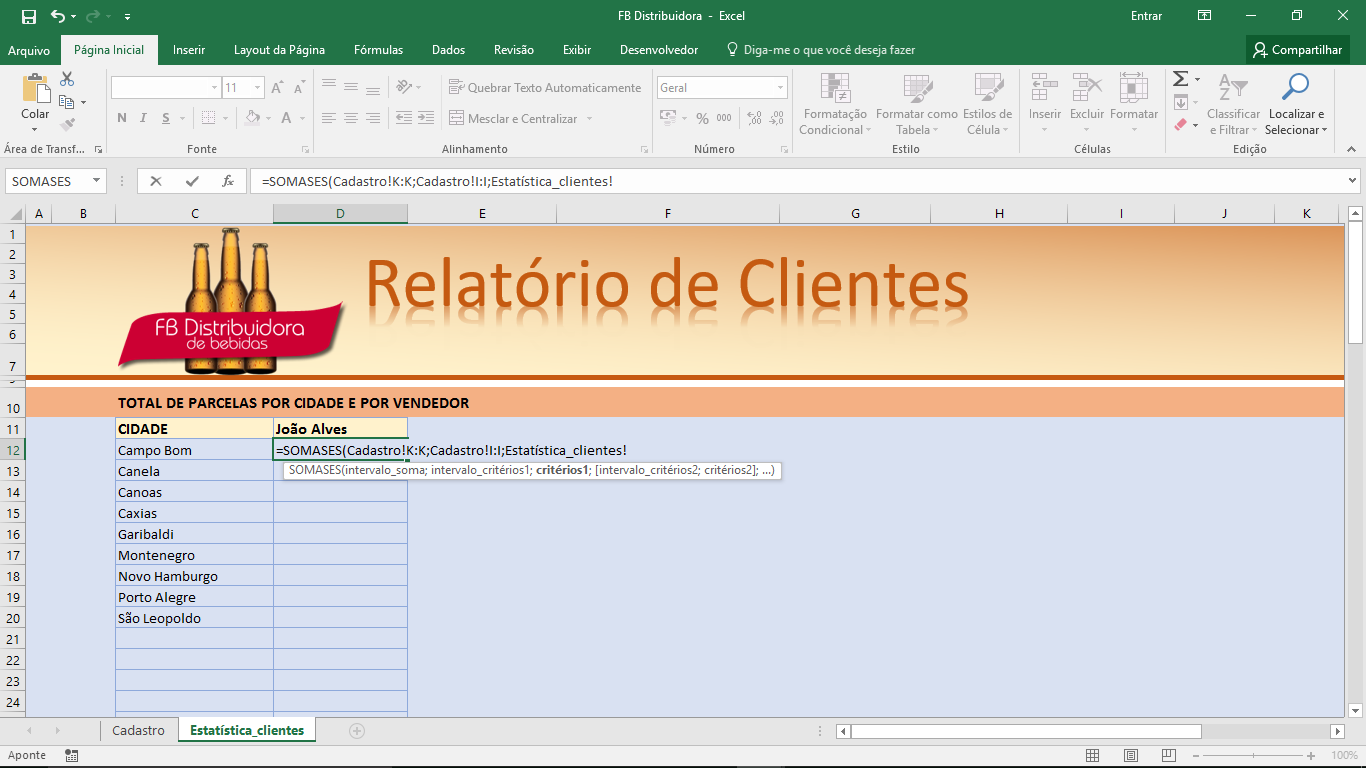 FB Distribuidora - Excel
Entrar
Arquivo Página Inicial Inserir Layout da Página Fórmulas Dados Revisão Exibir Desenvolvedor Diga-me o que você deseja fazer Compartilhar
Colar
Área de Transf...
11
A A
N I S A
Fonte
Quebrar Texto Automaticamente
Mesclar e Centralizar
Alinhamento
Geral
% 000 ,00
Número
Formatação Condicional
Formatar como Tabela
Estilos de Célula
Estilo
Inserir Excluir Formatar
Células
Σ
Classificar e Filtrar
Localizar e Selecionar
Edição
SOMASES fx =SOMASES(Cadastro!K:K;Cadastro!I:I;Estatística_clientes!
A B C D E F G H I J K
1
2
3
4
5
6
7
FB Distribuidora
de bebidas
Relatório de Clientes
10 TOTAL DE PARCELAS POR CIDADE E POR VENDEDOR
11 CIDADE João Alves
12 Campo Bom =SOMASES(Cadastro!K:K;Cadastro!I:I;Estatística_clientes!
13 Canela SOMASES(intervalo_soma; intervalo_critérios1; critérios1; [intervalo_critérios2; critérios2]; ...)
14 Canoas
15 Caxias
16 Garibaldi
17 Montenegro
18 Novo Hamburgo
19 Porto Alegre
20 São Leopoldo
21
22
23
24
Cadastro Estatística_clientes
Aponte 100%